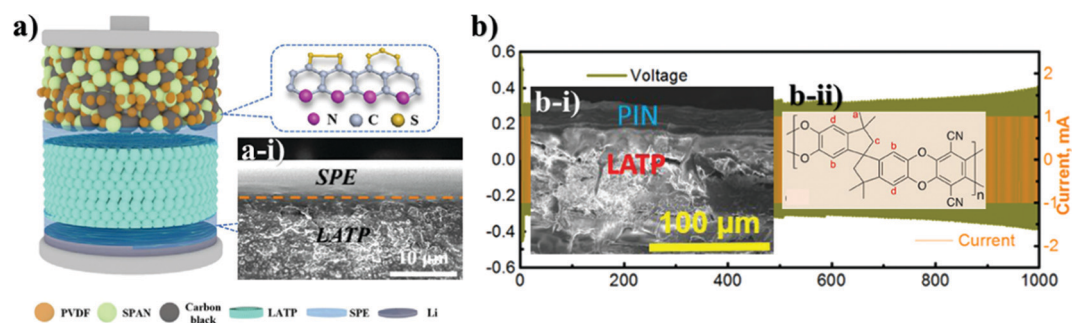 a)
N C S
a-i)
SPE
LATP
10 μm
PVDF SPAN Carbon black LATP SPE Li
b)
0.6
0.4
0.2
0.0
-0.2
-0.4
-0.6
Voltage
b-i)
PIN
LATP
100 μm
b-ii)
a
d
c
b
b
b
d
O
O
O
O
CN
CN
n
Current
2
1
0
-1
-2
Current, mA
0 200 400 600 800 1000